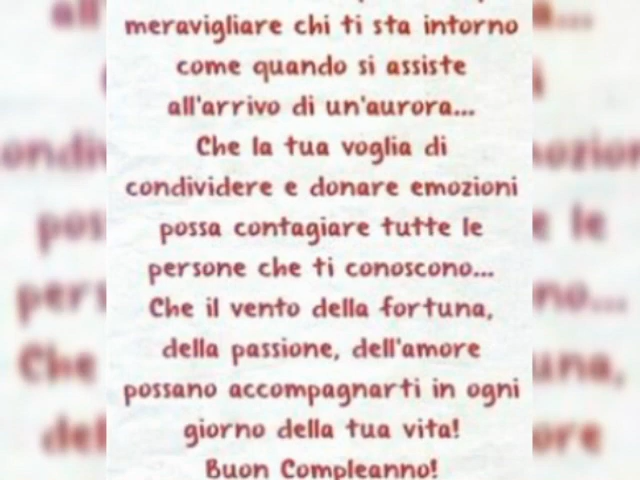 meravigliare chi ti sta intorno
come quando si assiste
all'arrivo di un'aurora...
Che la tua voglia di
condividere e donare emozioni
possa contagiare tutte le
persone che ti conoscono...
Che il vento della fortuna,
della passione, dell'amore
possano accompagnarti in ogni
giorno della tua vita!
Buon Compleanno!